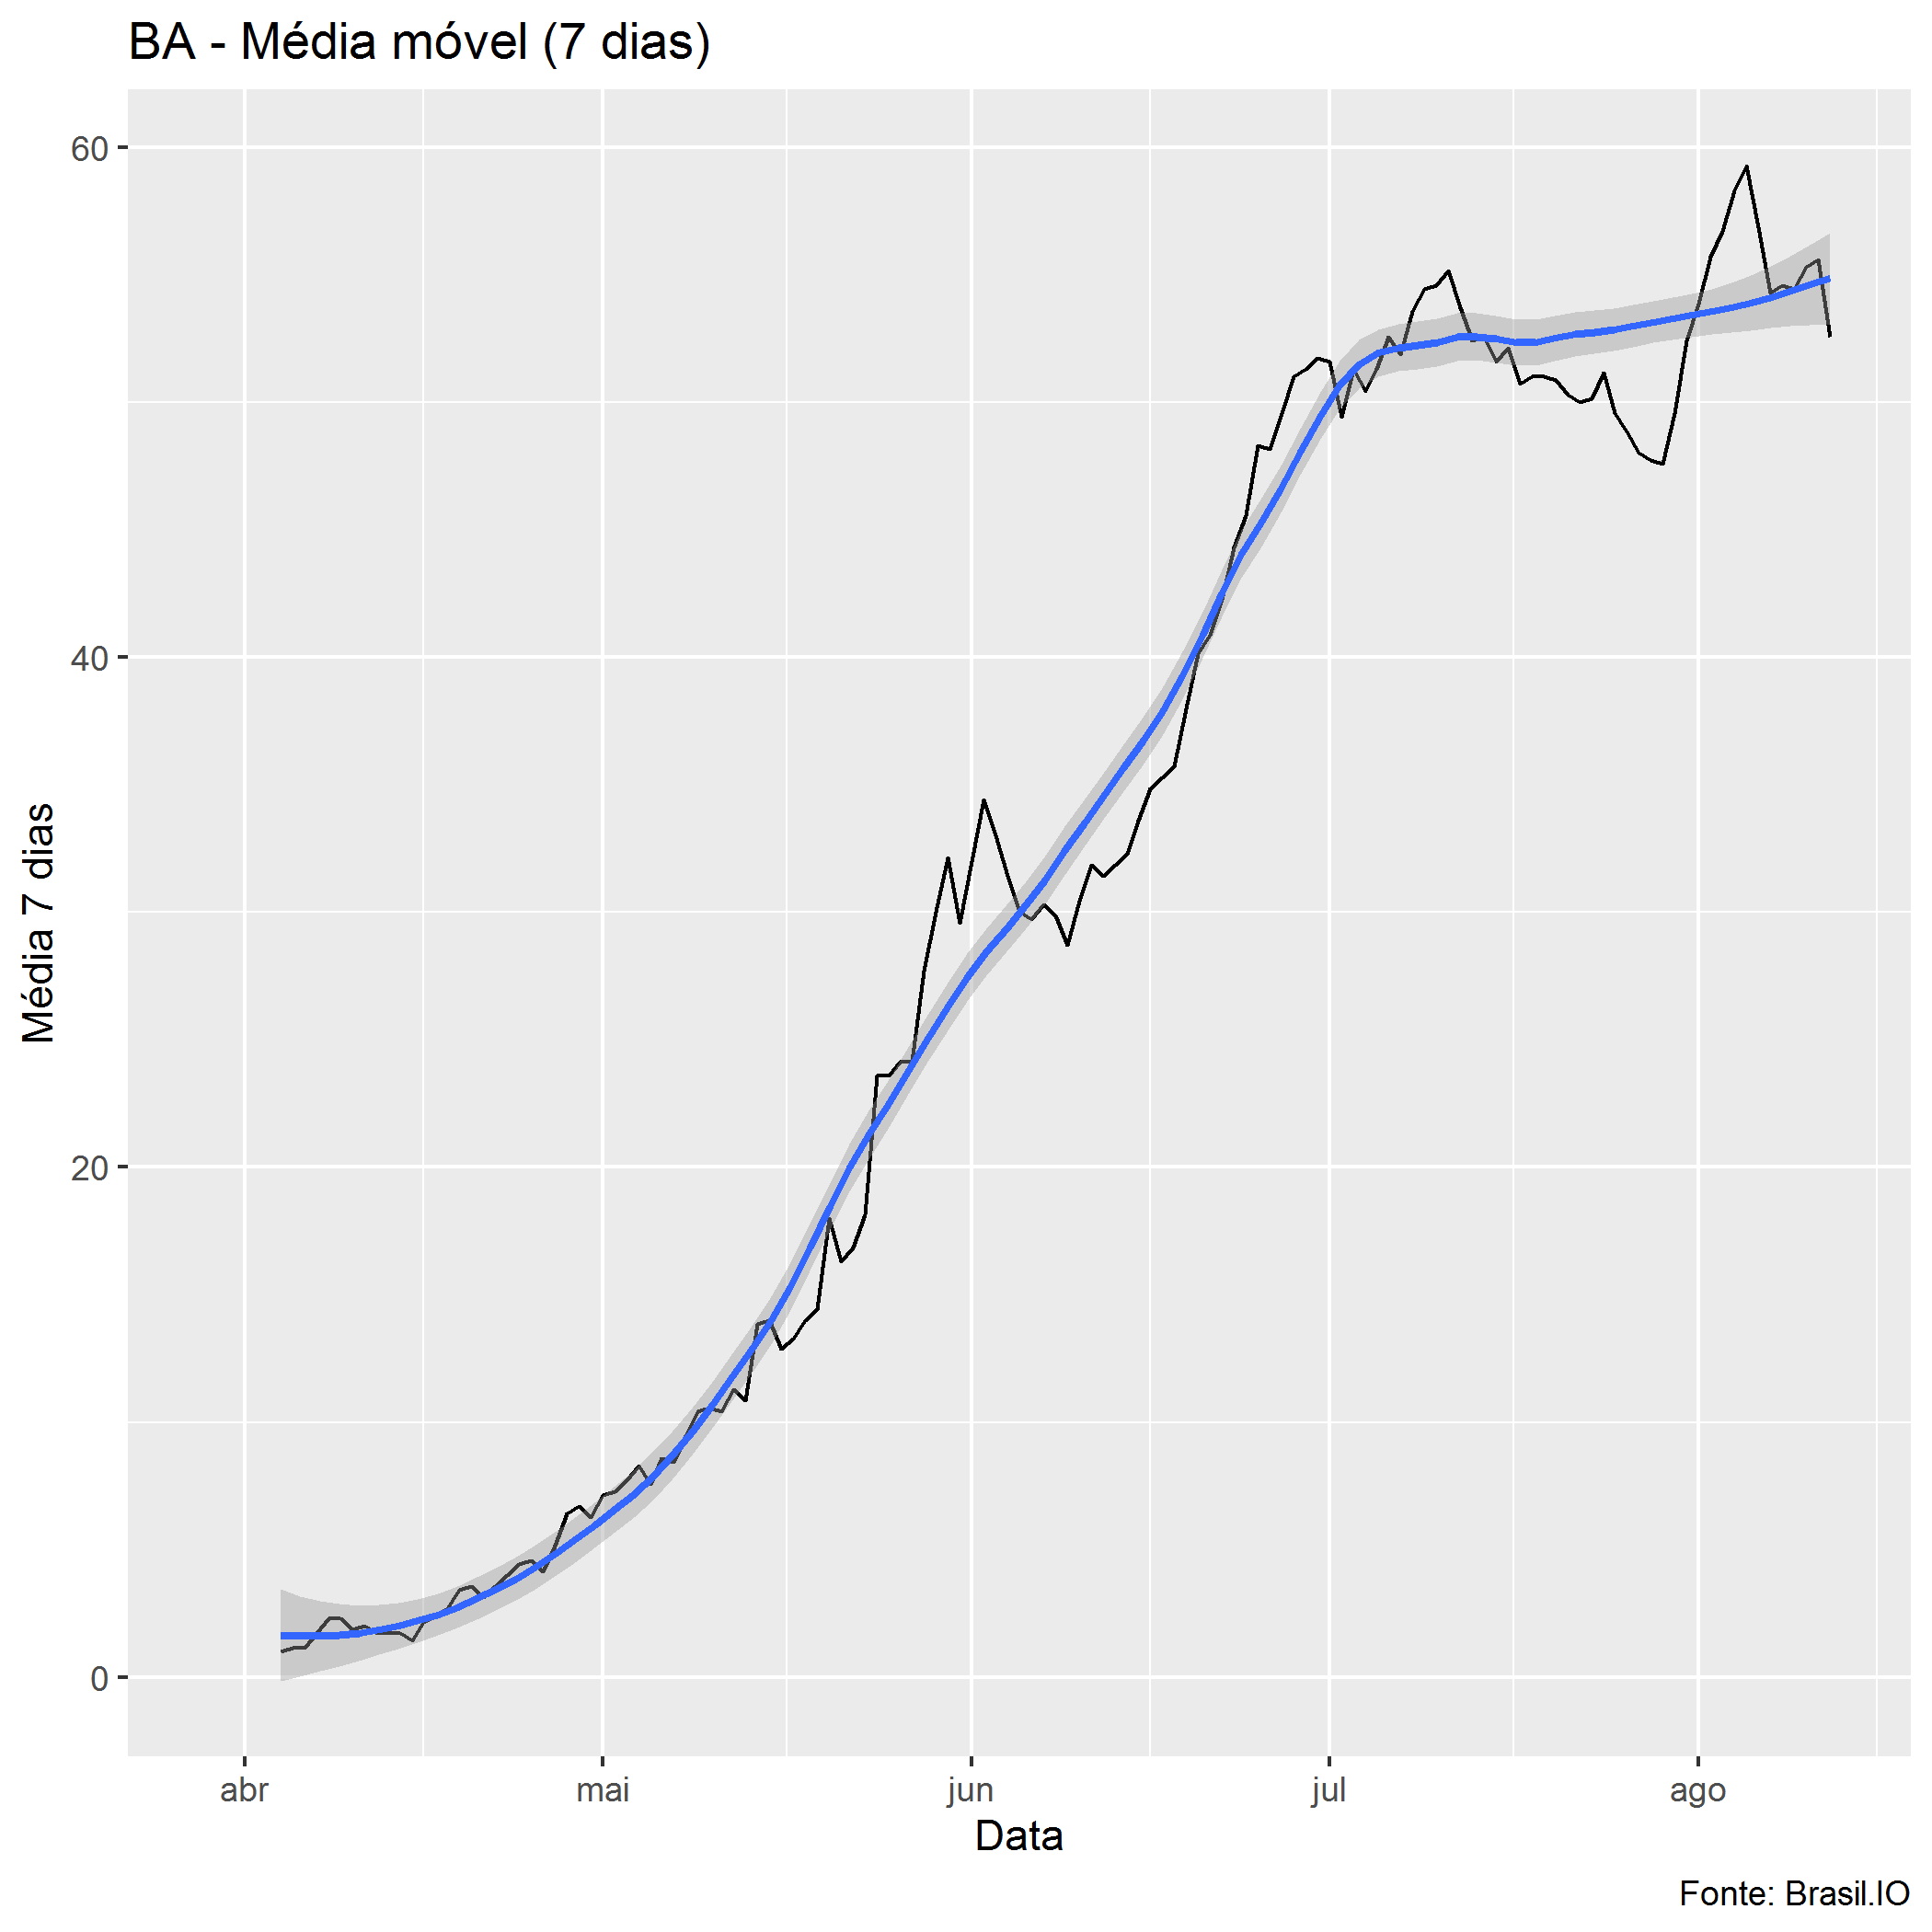 BA - Média móvel (7 dias)
60
40
20
0
Média 7 dias
abr mai jun jul ago
Data
Fonte: Brasil.IO